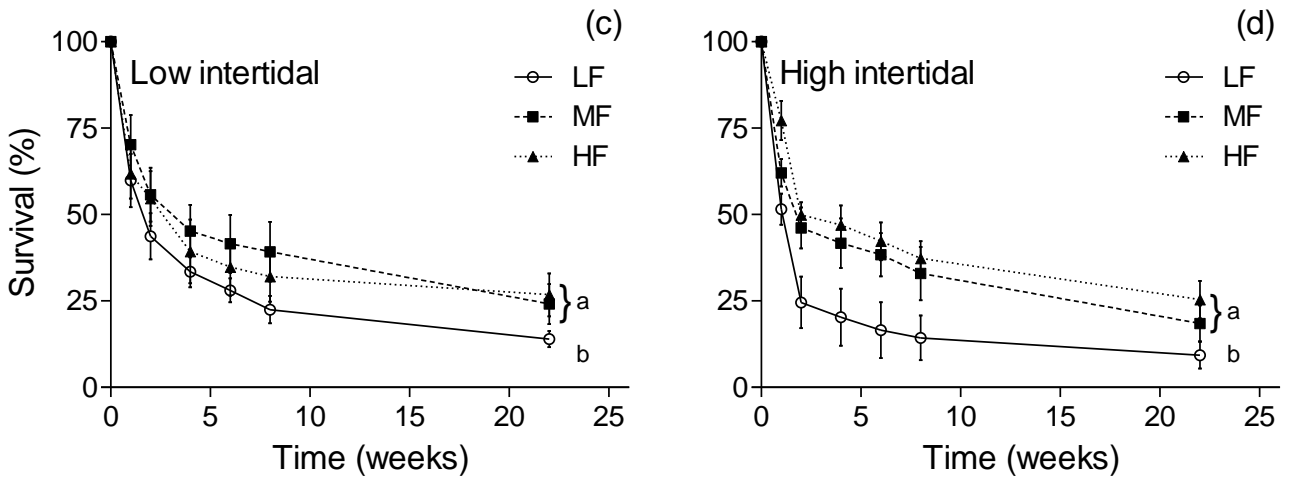 (c)
Low intertidal
LF
MF
HF
Survival (%)
100
75
50
25
0
a
b
0 5 10 15 20 25
Time (weeks)
(d)
High intertidal
LF
MF
HF
100
75
50
25
0
a
b
0 5 10 15 20 25
Time (weeks)